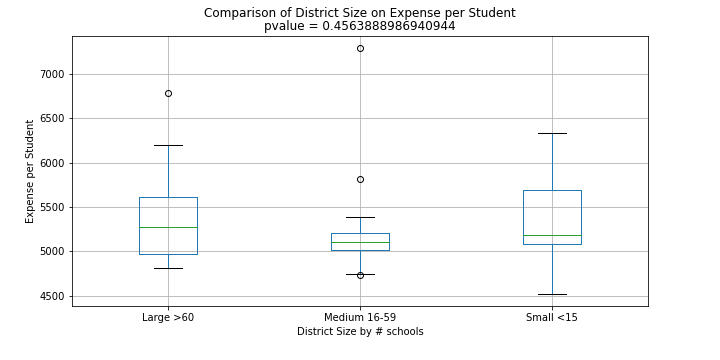 Comparison of District Size on Expense per Student
pvalue = 0.4563888986940944
Expense per Student
7000
6500
6000
5500
5000
4500
Large >60
Medium 16-59
Small <15
District Size by # schools